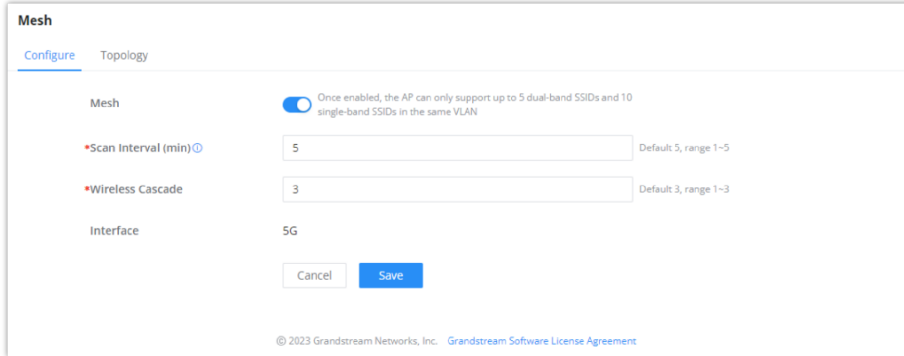 Mesh
Configure Topology
Mesh Once enabled, the AP can only support up to 5 dual-band SSIDs and 10
single-band SSIDs in the same VLAN
*Scan Interval (min) 5 Default 5, range 1~5
*Wireless Cascade 3 Default 3, range 1~3
Interface 5G
Cancel Save
© 2023 Grandstream Networks, Inc. Grandstream Software License Agreement